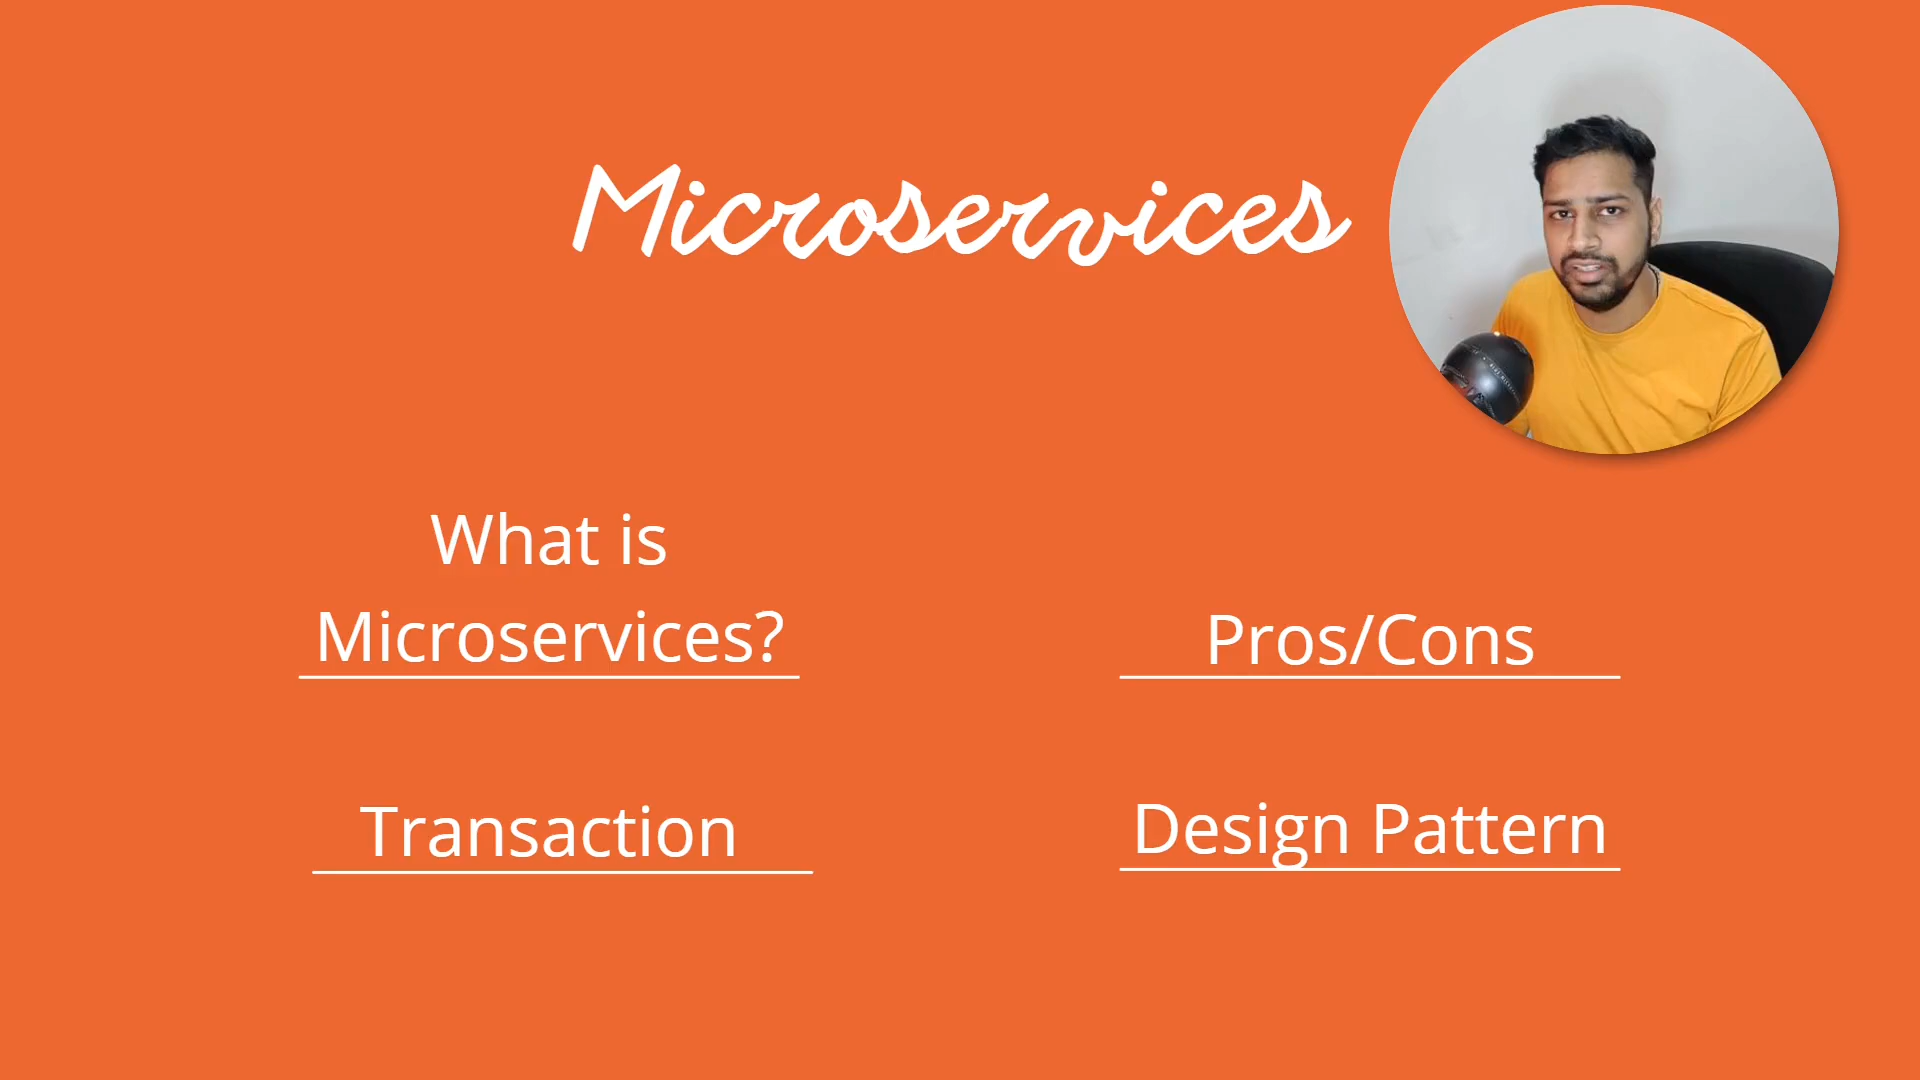 Microservices
What is
Microservices?
Pros/Cons
Transaction
Design Pattern